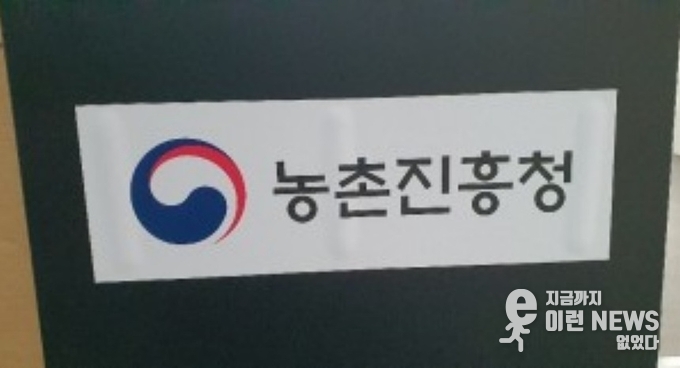 농촌진흥청
e 지금까지
이런 NEWS
없었다